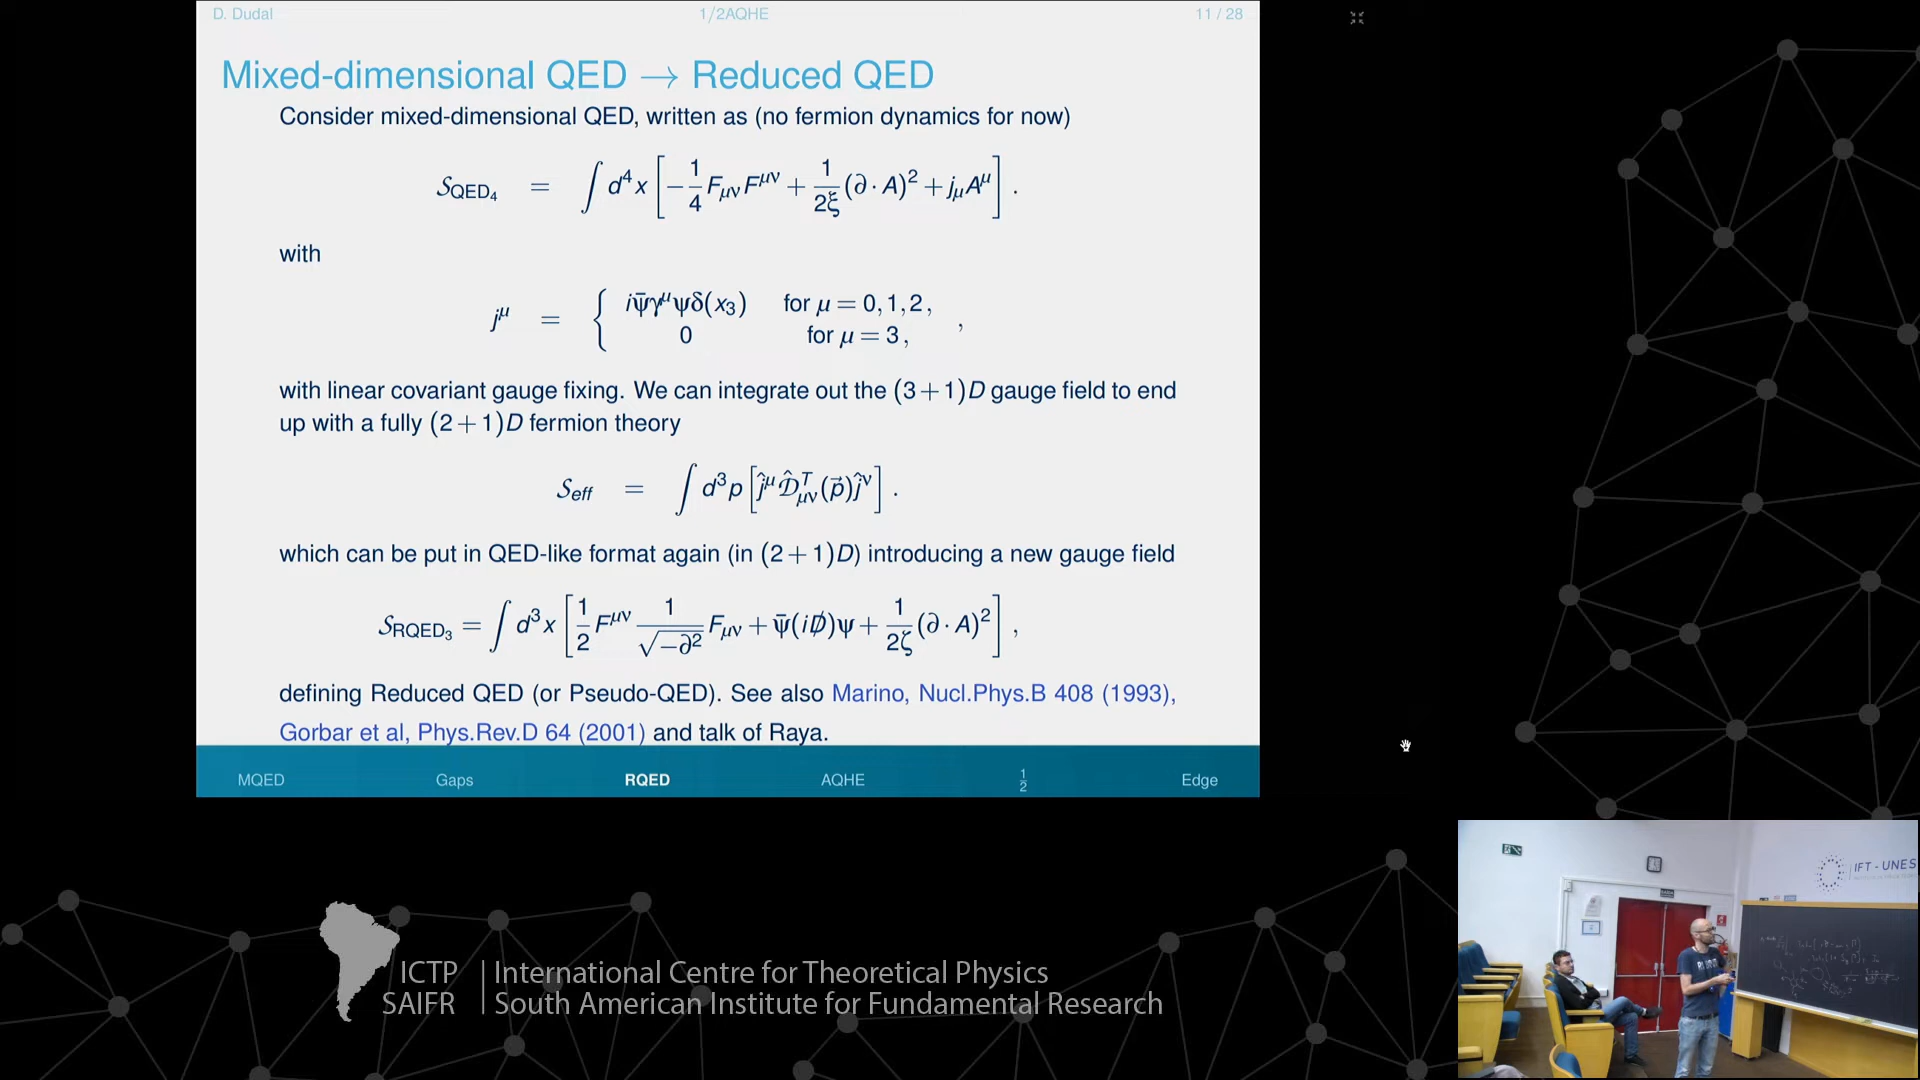 D. Dudal 1/2AQHE 11 / 28
Mixed-dimensional QED → Reduced QED
Consider mixed-dimensional QED, written as (no fermion dynamics for now)
𝒮_QED₄ = ∫ d⁴x [ −1/4 F_μν F^μν + 1/2ξ (∂ · A)² + j_μ A^μ ] .
with
j^μ = { iψ̄γ^μψδ(x₃) for μ = 0, 1, 2 ,
0 for μ = 3 , ,
with linear covariant gauge fixing. We can integrate out the (3+1)D gauge field to end
up with a fully (2+1)D fermion theory
𝒮_eff = ∫ d³p [ ĵ^μ 𝒟̂^T_μν(p⃗) ĵ^ν ] .
which can be put in QED-like format again (in (2+1)D) introducing a new gauge field
𝒮_RQED₃ = ∫ d³x [ 1/2 F^μν 1/√−∂² F_μν + ψ̄(iD̸)ψ + 1/2ζ (∂ · A)² ] ,
defining Reduced QED (or Pseudo-QED). See also Marino, Nucl.Phys.B 408 (1993),
Gorbar et al, Phys.Rev.D 64 (2001) and talk of Raya.
MQED Gaps RQED AQHE 1/2 Edge
IFT - UNES
ICTP | International Centre for Theoretical Physics
SAIFR | South American Institute for Fundamental Research